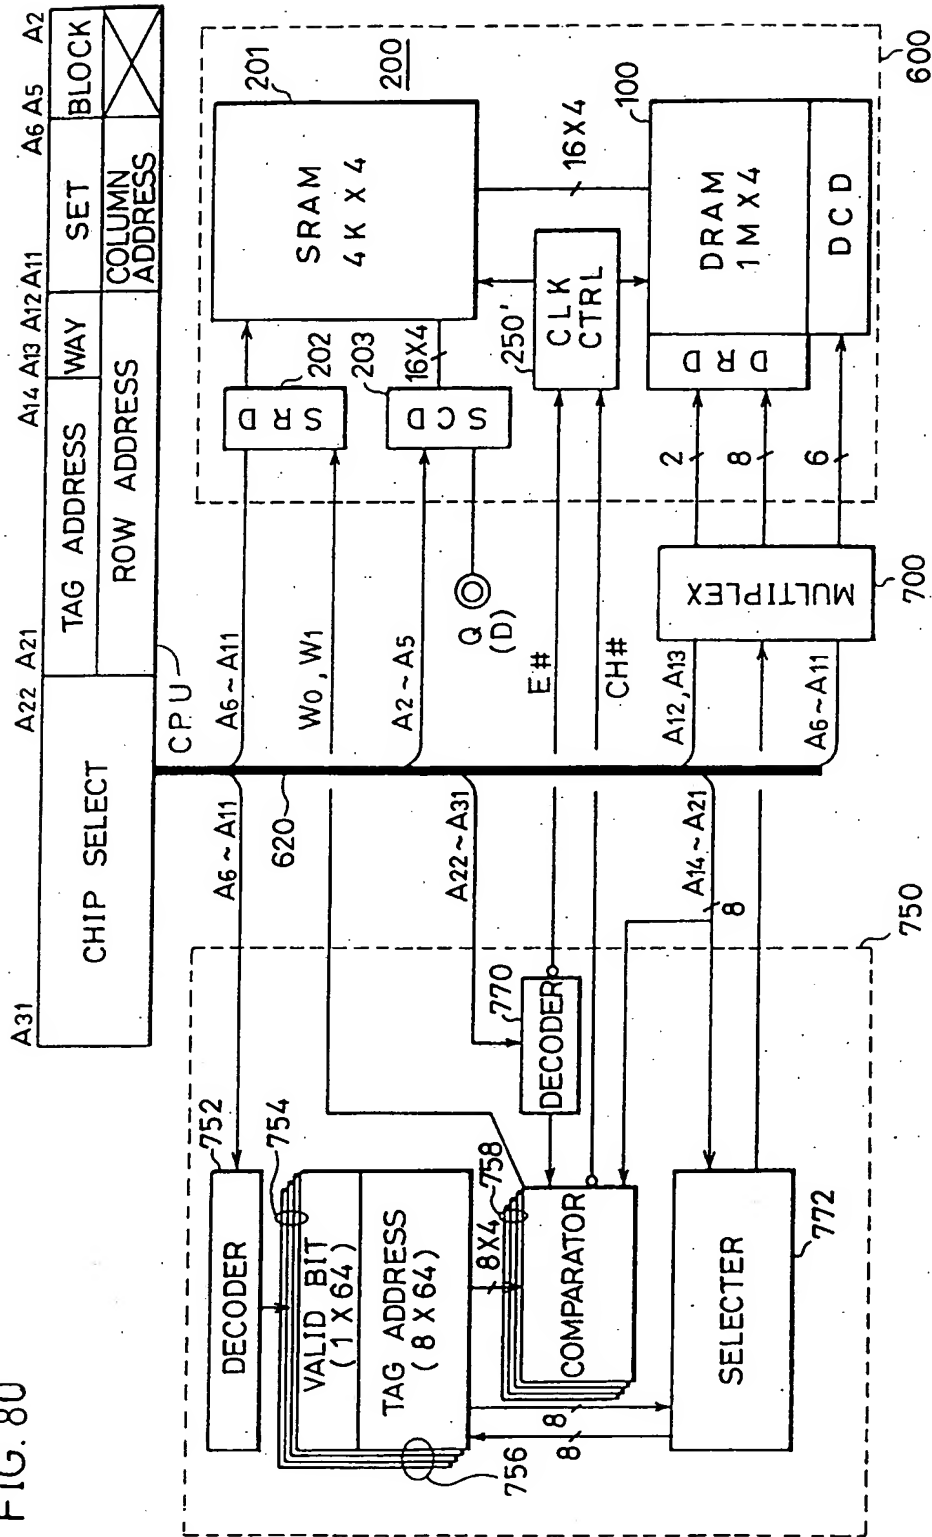 FIG. 80
A31 A22 A21 A14 A13 A12 A11 A6 A5 A2
CHIP SELECT
TAG ADDRESS
WAY
SET
BLOCK
ROW ADDRESS
COLUMN
ADDRESS
CPU
620
A6~A11
A6~A11
W0, W1
A2~A5
A22~A31
E#
CH#
A12, A13
A14~A21
8
A6~A11
Q
(D)
752
DECODER
754
VALID BIT
(1X64)
TAG ADDRESS
(8X64)
756
8X4
758
COMPARATOR
770
DECODER
8
8
SELECTER
772
750
MULTIPLEX
700
2
8
6
SRD
202
SCD
203
16X4
201
200
SRAM
4K X 4
250'
CLK
CTRL
16X4
100
DRAM
1M X 4
DRD
DCD
600